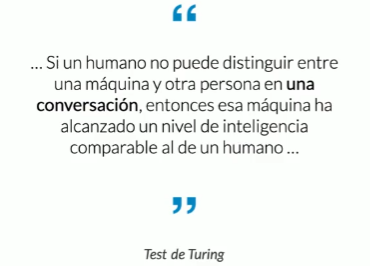 “
... Si un humano no puede distinguir entre
una máquina y otra persona en una
conversación, entonces esa máquina ha
alcanzado un nivel de inteligencia
comparable al de un humano ...
”
Test de Turing